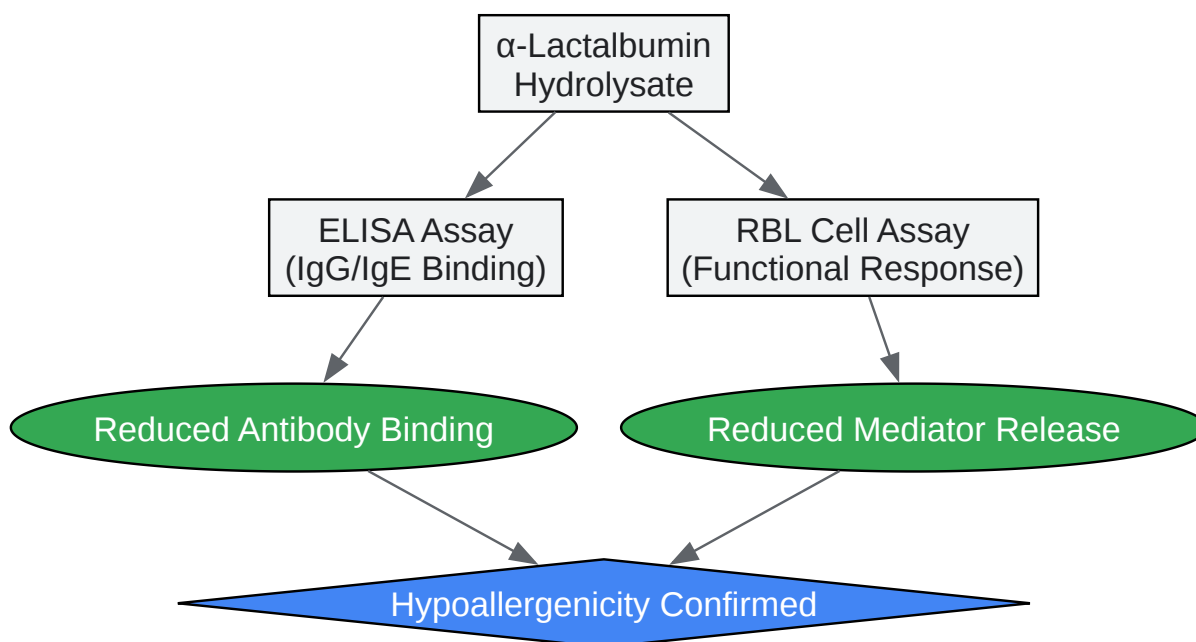 α-Lactalbumin
Hydrolysate
ELISA Assay
(IgG/IgE Binding)
RBL Cell Assay
(Functional Response)
Reduced Antibody Binding
Reduced Mediator Release
Hypoallergenicity Confirmed